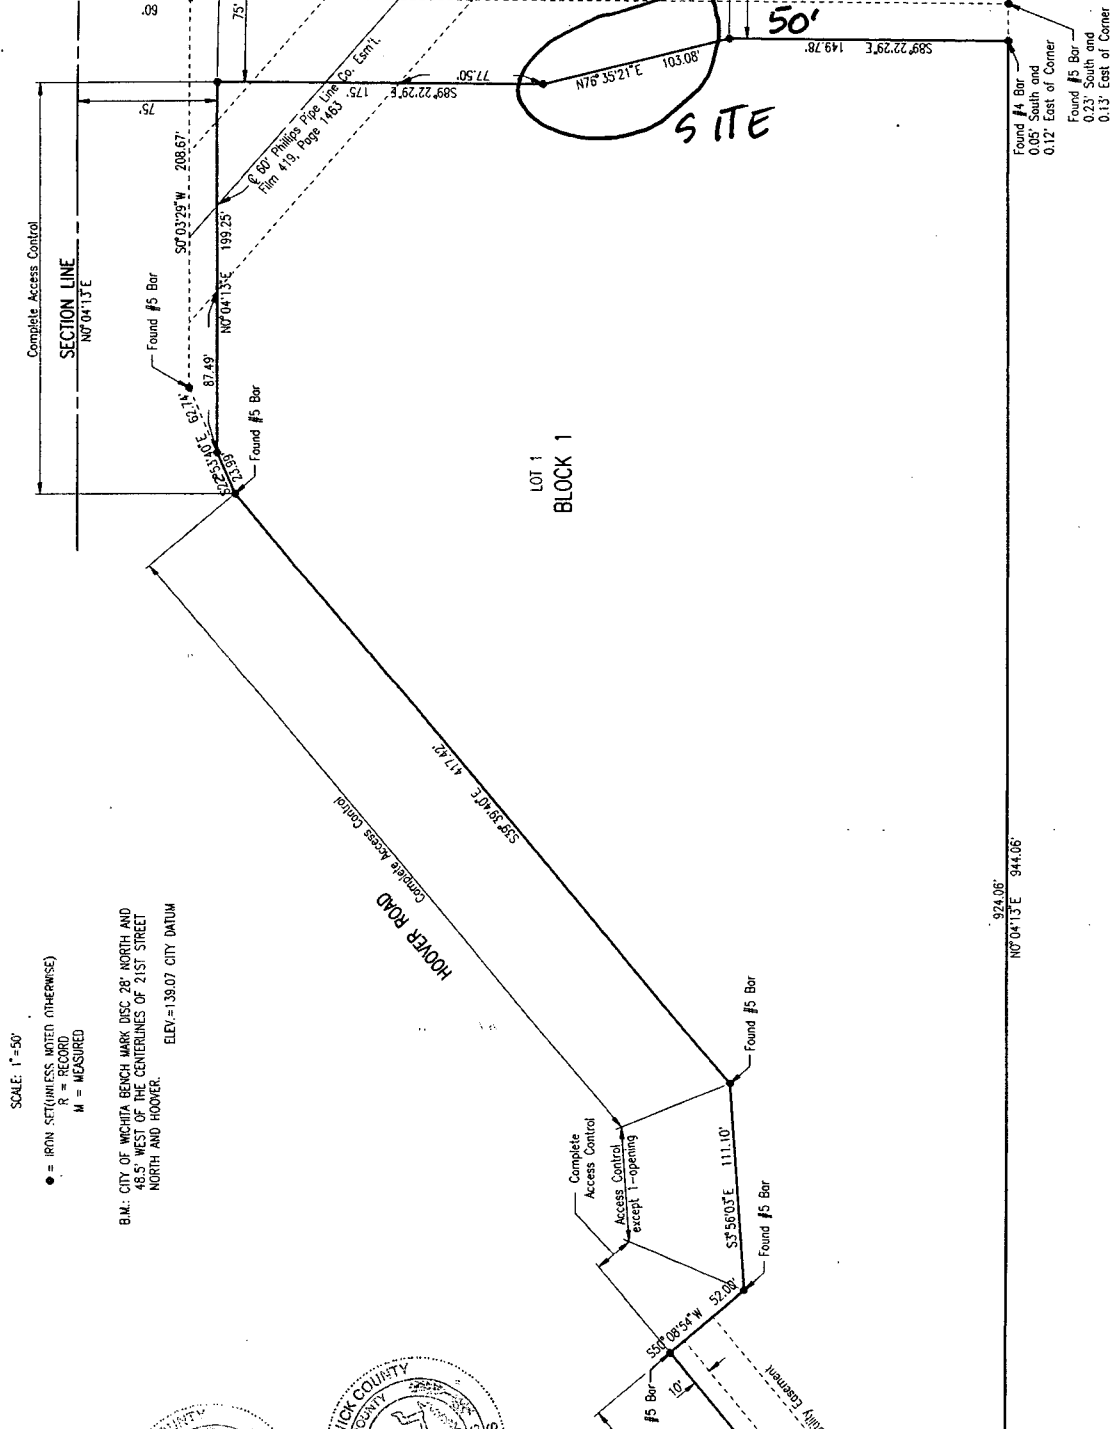 60'
75'
50'
SITE
S89°22'29"E 149.78'
N76°35'21"E 103.08'
77.50'
S89°22'29"E 175.
75'
℄ 60' Phillips Pipe Line Co. Esm't.
Film 419, Page 1463
Found #4 Bar
0.05' South and
0.12' East of Corner
Found #5 Bar
0.23' South and
0.13' East of Corner
Complete Access Control
SECTION LINE
N0°04'13"E
S0°03'29"W 208.67'
N0°04'13"E 199.25'
87.49'
Found #5 Bar
S22°53'40"E 62.74'
23.99'
Found #5 Bar
LOT 1
BLOCK 1
S39°39'40"E 417.42'
Complete Access Control
HOOVER ROAD
924.06'
N0°04'13"E 944.06'
SCALE: 1"=50'
● = IRON SET(UNLESS NOTED OTHERWISE)
R = RECORD
M = MEASURED
B.M.: CITY OF WICHITA BENCH MARK DISC 28' NORTH AND
48.5' WEST OF THE CENTERLINES OF 21ST STREET
NORTH AND HOOVER.
ELEV.=139.07 CITY DATUM
Found #5 Bar
Complete
Access Control
Access Control
except 1-opening
S3°56'03"E 111.10'
Found #5 Bar
S50°08'54"W 52.00'
#5 Bar
10'
Easement
COUNTY